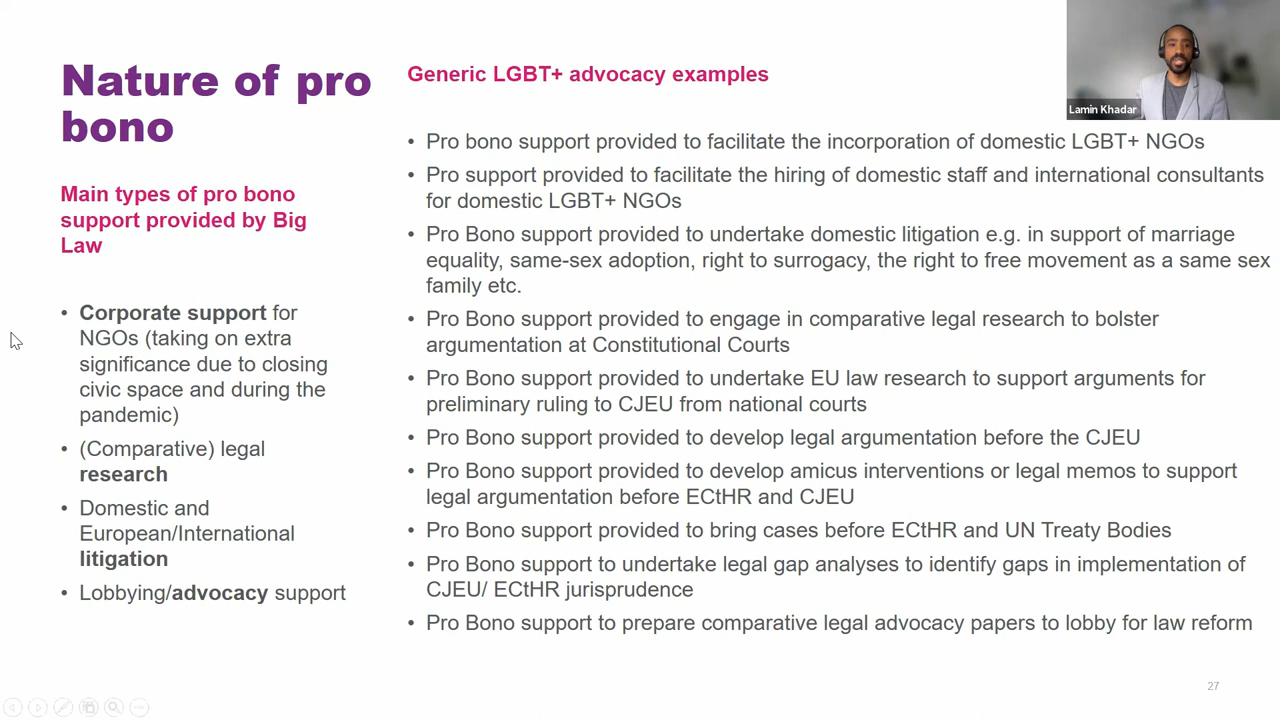 Nature of pro
bono
Main types of pro bono
support provided by Big
Law
• Corporate support for
NGOs (taking on extra
significance due to closing
civic space and during the
pandemic)
• (Comparative) legal
research
• Domestic and
European/International
litigation
• Lobbying/advocacy support
Generic LGBT+ advocacy examples
• Pro bono support provided to facilitate the incorporation of domestic LGBT+ NGOs
• Pro support provided to facilitate the hiring of domestic staff and international consultants
for domestic LGBT+ NGOs
• Pro Bono support provided to undertake domestic litigation e.g. in support of marriage
equality, same-sex adoption, right to surrogacy, the right to free movement as a same sex
family etc.
• Pro Bono support provided to engage in comparative legal research to bolster
argumentation at Constitutional Courts
• Pro Bono support provided to undertake EU law research to support arguments for
preliminary ruling to CJEU from national courts
• Pro Bono support provided to develop legal argumentation before the CJEU
• Pro Bono support provided to develop amicus interventions or legal memos to support
legal argumentation before ECtHR and CJEU
• Pro Bono support provided to bring cases before ECtHR and UN Treaty Bodies
• Pro Bono support to undertake legal gap analyses to identify gaps in implementation of
CJEU/ ECtHR jurisprudence
• Pro Bono support to prepare comparative legal advocacy papers to lobby for law reform
Lamin Khadar
27